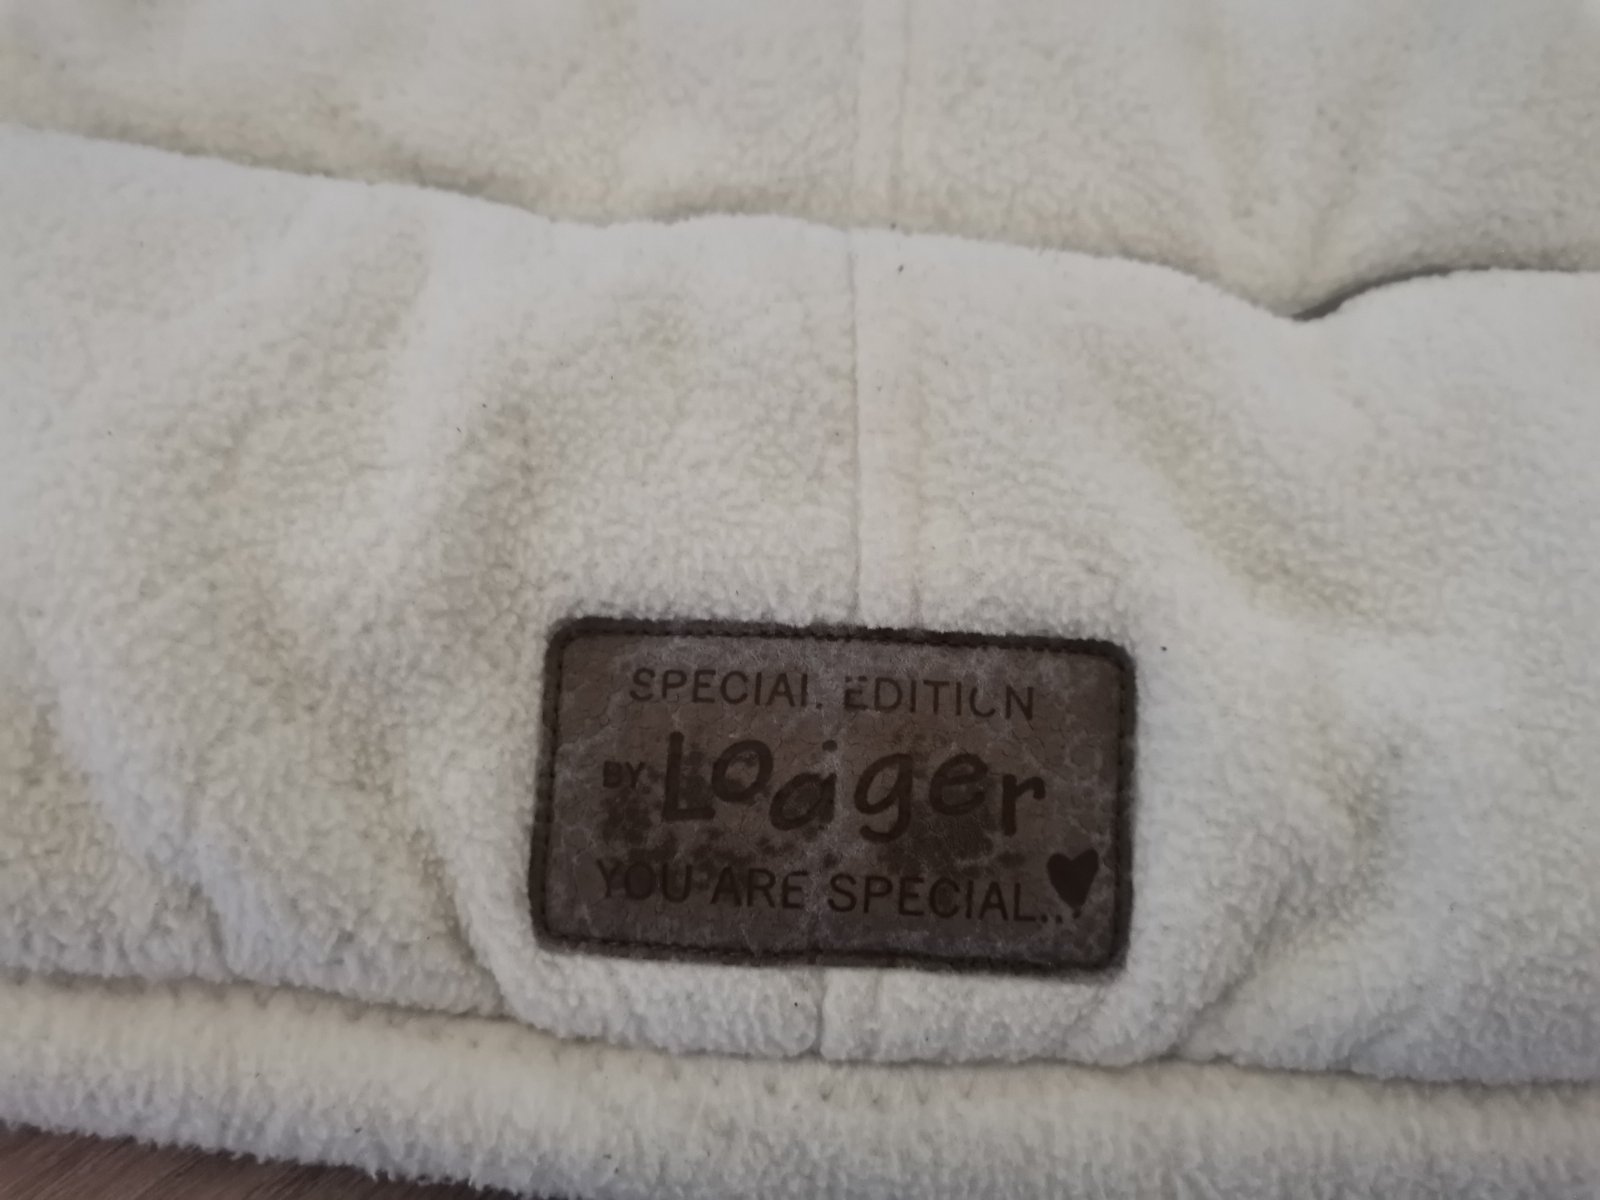 SPECIAL EDITION
BY Lodger
YOU ARE SPECIAL...